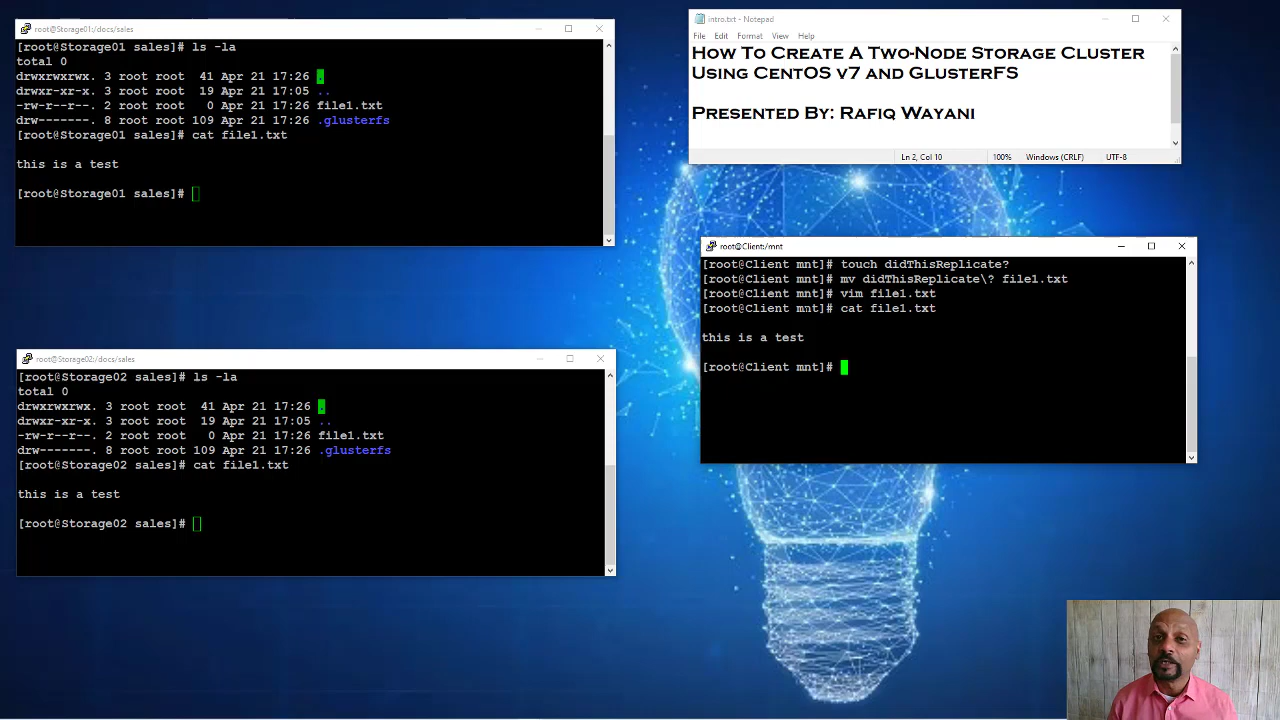 root@Storage01:/docs/sales
[root@Storage01 sales]# ls -la
total 0
drwxrwxrwx. 3 root root  41 Apr 21 17:26 .
drwxr-xr-x. 3 root root  19 Apr 21 17:05 ..
-rw-r--r--. 2 root root   0 Apr 21 17:26 file1.txt
drw-------. 8 root root 109 Apr 21 17:26 .glusterfs
[root@Storage01 sales]# cat file1.txt
this is a test
[root@Storage01 sales]#
intro.txt - Notepad
File Edit Format View Help
How To Create A Two-Node Storage Cluster
Using CentOS v7 and GlusterFS
Presented By: Rafiq Wayani
Ln 2, Col 10 100% Windows (CRLF) UTF-8
root@Client:/mnt
[root@Client mnt]# touch didThisReplicate?
[root@Client mnt]# mv didThisReplicate\? file1.txt
[root@Client mnt]# vim file1.txt
[root@Client mnt]# cat file1.txt
this is a test
[root@Client mnt]#
root@Storage02:/docs/sales
[root@Storage02 sales]# ls -la
total 0
drwxrwxrwx. 3 root root  41 Apr 21 17:26 .
drwxr-xr-x. 3 root root  19 Apr 21 17:05 ..
-rw-r--r--. 2 root root   0 Apr 21 17:26 file1.txt
drw-------. 8 root root 109 Apr 21 17:26 .glusterfs
[root@Storage02 sales]# cat file1.txt
this is a test
[root@Storage02 sales]#